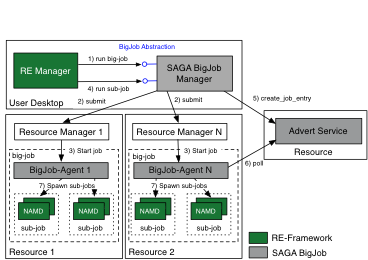 BigJob Abstraction
RE Manager
1) run big-job
4) run sub-job
SAGA BigJob
Manager
User Desktop
2) submit
2) submit
5) create_job_entry
Resource Manager 1
Resource Manager N
Advert Service
Resource
3) Start job
3) Start job
big-job
big-job
BigJob-Agent 1
BigJob-Agent N
6) poll
7) Spawn sub-jobs
7) Spawn sub-jobs
NAMD
NAMD
NAMD
NAMD
sub-job
sub-job
sub-job
sub-job
Resource 1
Resource 2
RE-Framework
SAGA BigJob